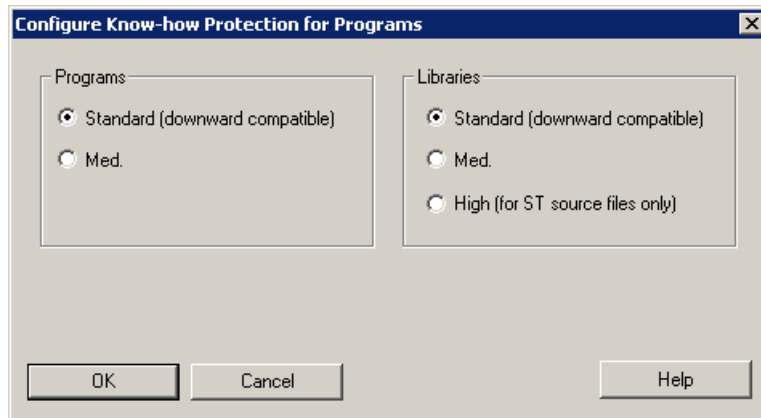 Configure Know-how Protection for Programs
Programs
Standard (downward compatible)
Med.
Libraries
Standard (downward compatible)
Med.
High (for ST source files only)
OK
Cancel
Help